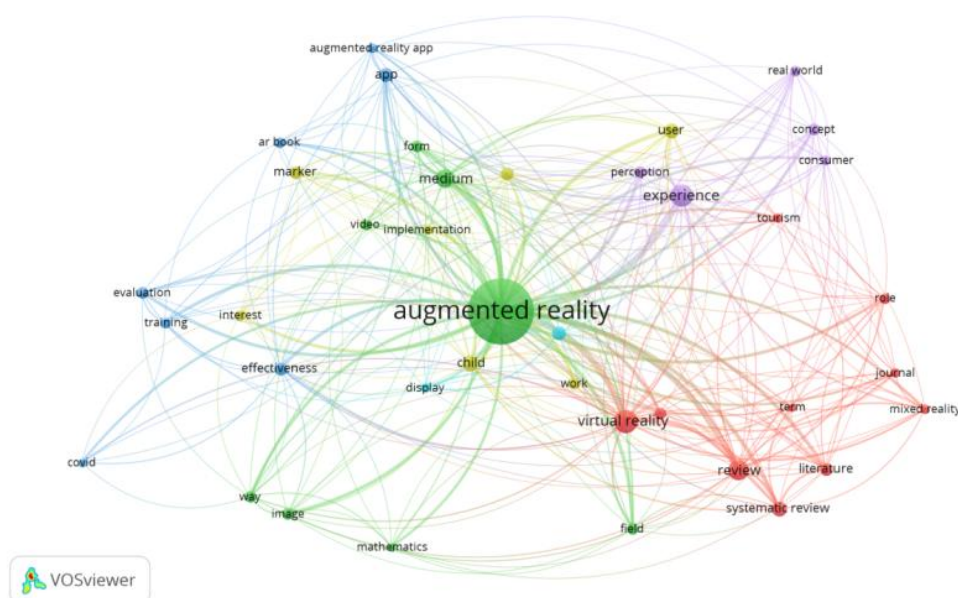 augmented reality app
app
real world
ar book
form
user
concept
marker
medium
perception
consumer
experience
video
implementation
tourism
evaluation
role
training
interest
augmented reality
effectiveness
child
display
work
journal
virtual reality
term
mixed reality
covid
review
literature
way
image
systematic review
field
mathematics
VOSviewer